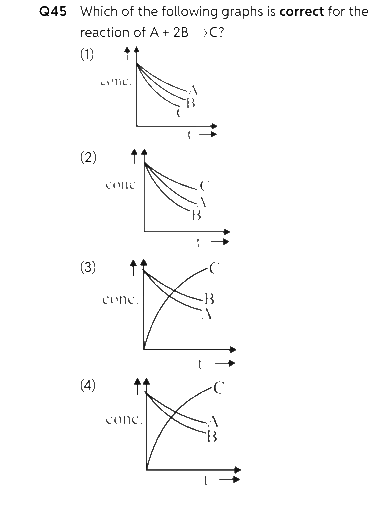 Q45 Which of the following graphs is correct for the
reaction of A + 2B → C?
(1)
conc.
A
B
C
t →
(2)
conc
C
A
B
t →
(3)
conc.
C
B
A
t →
(4)
conc.
C
A
B
t →